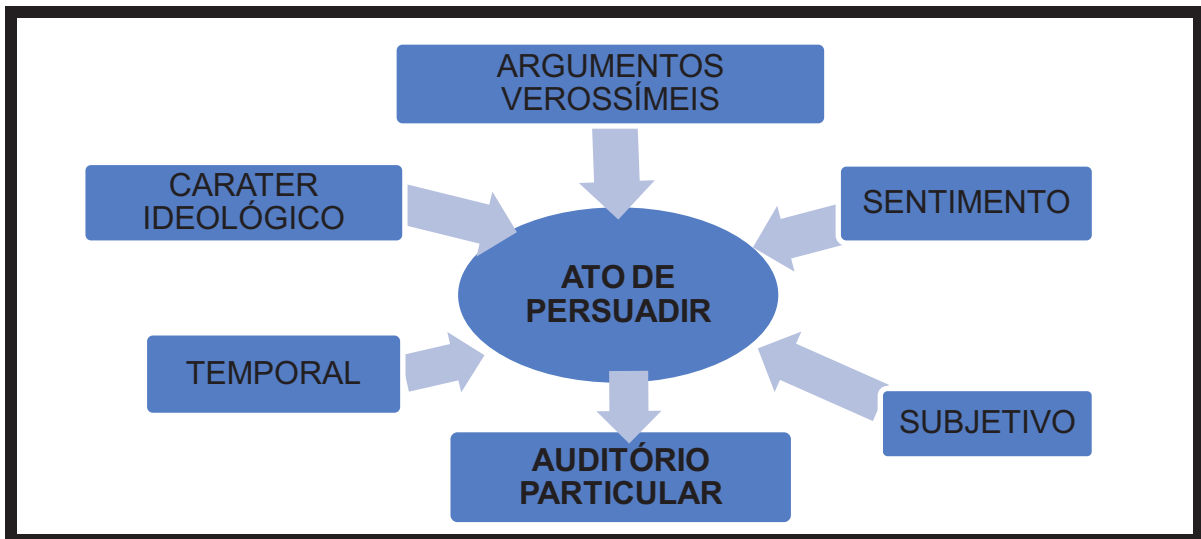 ARGUMENTOS
VEROSSÍMEIS
CARATER
IDEOLÓGICO
SENTIMENTO
ATO DE
PERSUADIR
TEMPORAL
SUBJETIVO
AUDITÓRIO
PARTICULAR